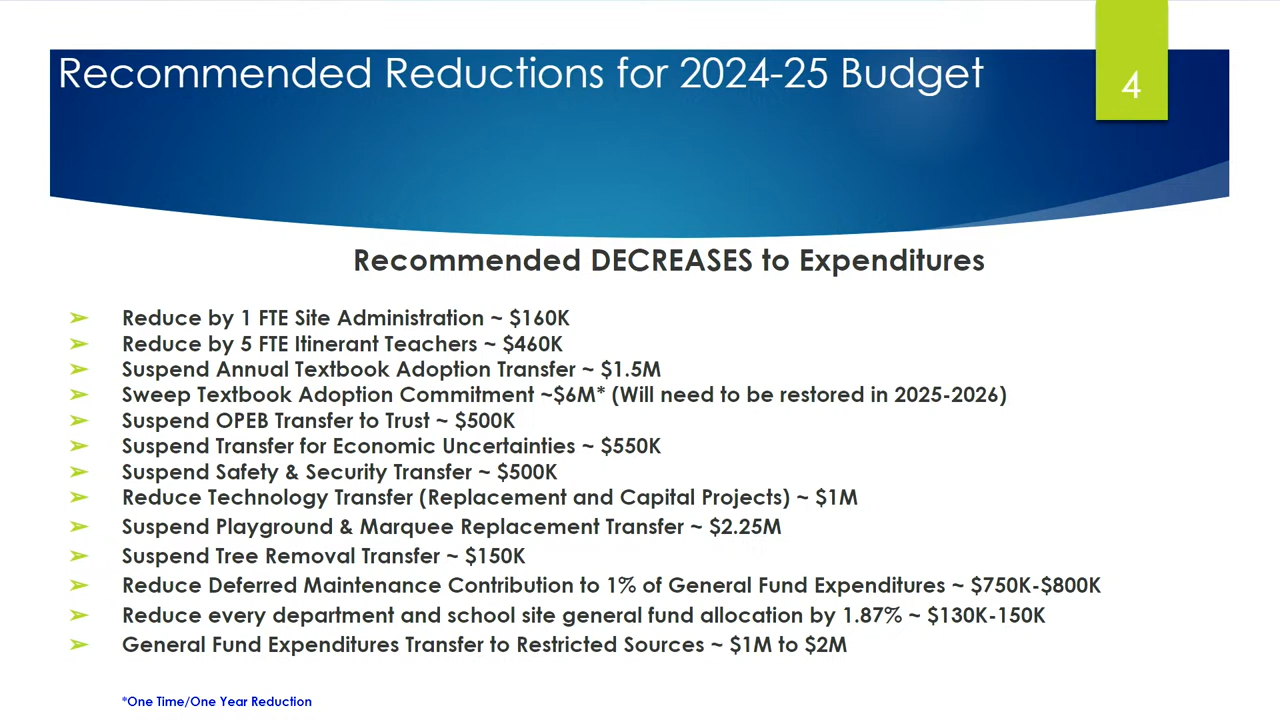 Recommended Reductions for 2024-25 Budget
4
Recommended DECREASES to Expenditures
➢ Reduce by 1 FTE Site Administration ~ $160K
➢ Reduce by 5 FTE Itinerant Teachers ~ $460K
➢ Suspend Annual Textbook Adoption Transfer ~ $1.5M
➢ Sweep Textbook Adoption Commitment ~$6M* (Will need to be restored in 2025-2026)
➢ Suspend OPEB Transfer to Trust ~ $500K
➢ Suspend Transfer for Economic Uncertainties ~ $550K
➢ Suspend Safety & Security Transfer ~ $500K
➢ Reduce Technology Transfer (Replacement and Capital Projects) ~ $1M
➢ Suspend Playground & Marquee Replacement Transfer ~ $2.25M
➢ Suspend Tree Removal Transfer ~ $150K
➢ Reduce Deferred Maintenance Contribution to 1% of General Fund Expenditures ~ $750K-$800K
➢ Reduce every department and school site general fund allocation by 1.87% ~ $130K-150K
➢ General Fund Expenditures Transfer to Restricted Sources ~ $1M to $2M
*One Time/One Year Reduction